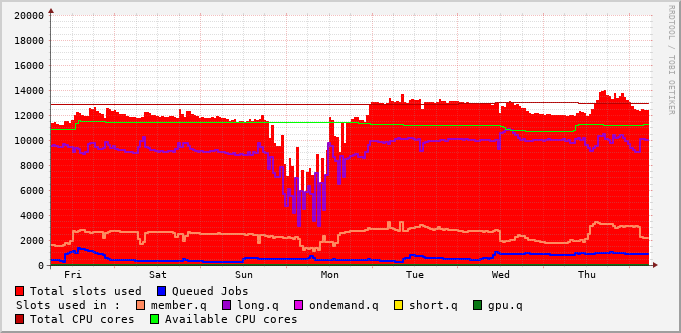 20000
18000
16000
14000
12000
10000
8000
6000
4000
2000
0
Fri Sat Sun Mon Tue Wed Thu
RRDTOOL / TOBI OETIKER
Total slots used Queued Jobs
Slots used in : member.q long.q ondemand.q short.q gpu.q
Total CPU cores Available CPU cores